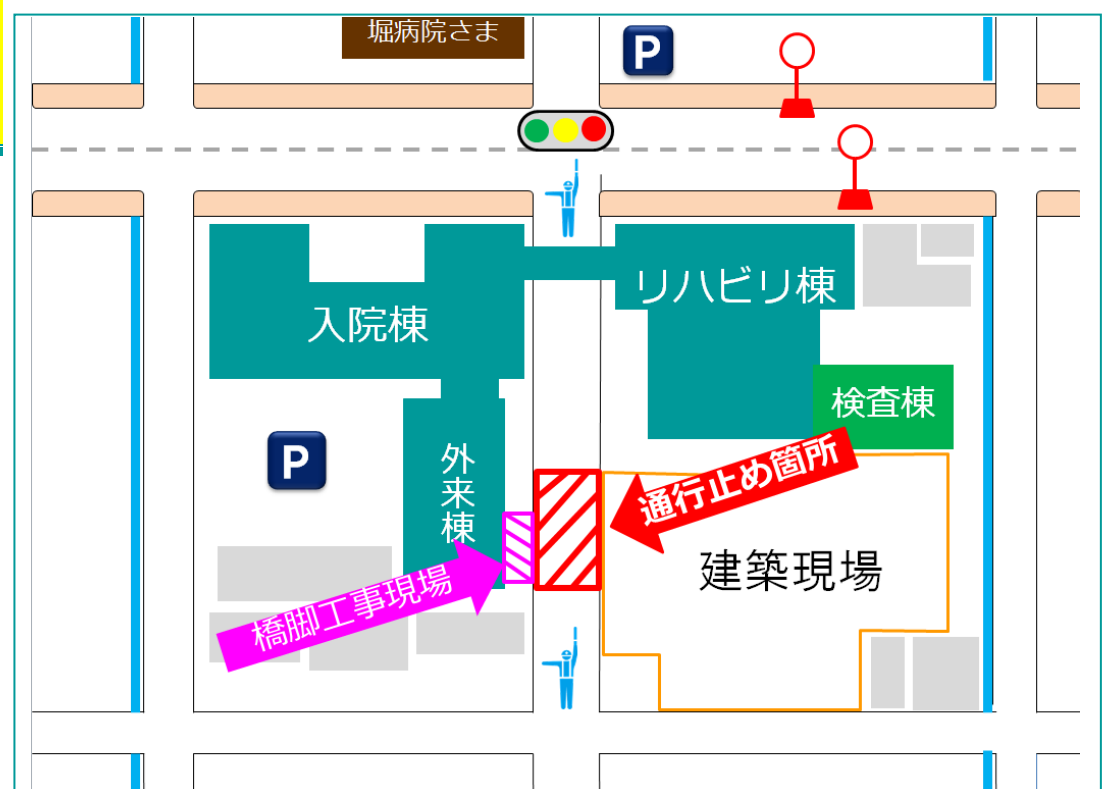 堀病院さま
P
入院棟
リハビリ棟
検査棟
P
外来棟
通行止め箇所
建築現場
橋脚工事現場